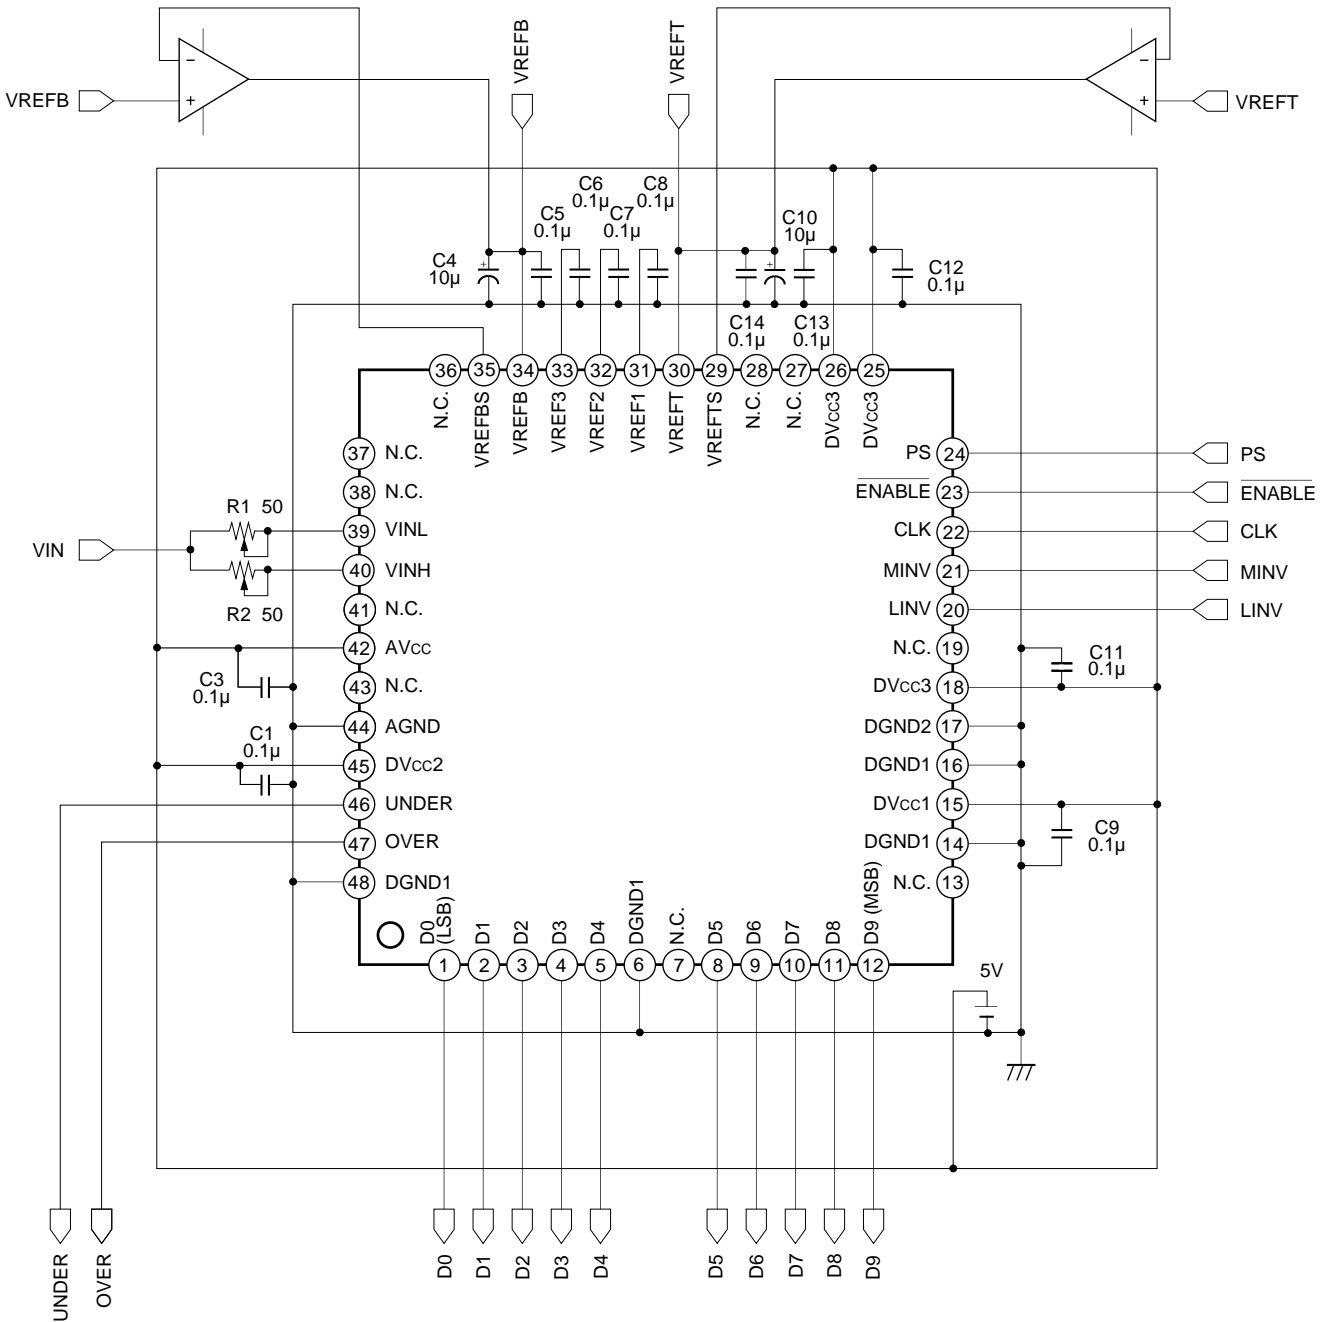 VREFB
−
+
VREFB
VREFT
−
+
VREFT
C4
10µ
C5
0.1µ
C6
0.1µ
C7
0.1µ
C8
0.1µ
C10
10µ
C12
0.1µ
C14
0.1µ
C13
0.1µ
+
+
36
35
34
33
32
31
30
29
28
27
26
25
N.C.
VREFBS
VREFB
VREF3
VREF2
VREF1
VREFT
VREFTS
N.C.
N.C.
DVCC3
DVCC3
37 N.C.
38 N.C.
VIN
R1 50
39 VINL
40 VINH
R2 50
41 N.C.
42 AVCC
C3
0.1µ
43 N.C.
44 AGND
C1
0.1µ
45 DVCC2
46 UNDER
47 OVER
48 DGND1
PS 24 PS
ENABLE 23 ENABLE
CLK 22 CLK
MINV 21 MINV
LINV 20 LINV
N.C. 19
C11
0.1µ
DVCC3 18
DGND2 17
DGND1 16
DVCC1 15
C9
0.1µ
DGND1 14
N.C. 13
D0
(LSB)
D1
D2
D3
D4
DGND1
N.C.
D5
D6
D7
D8
D9 (MSB)
1
2
3
4
5
6
7
8
9
10
11
12
5V
UNDER
OVER
D0
D1
D2
D3
D4
D5
D6
D7
D8
D9